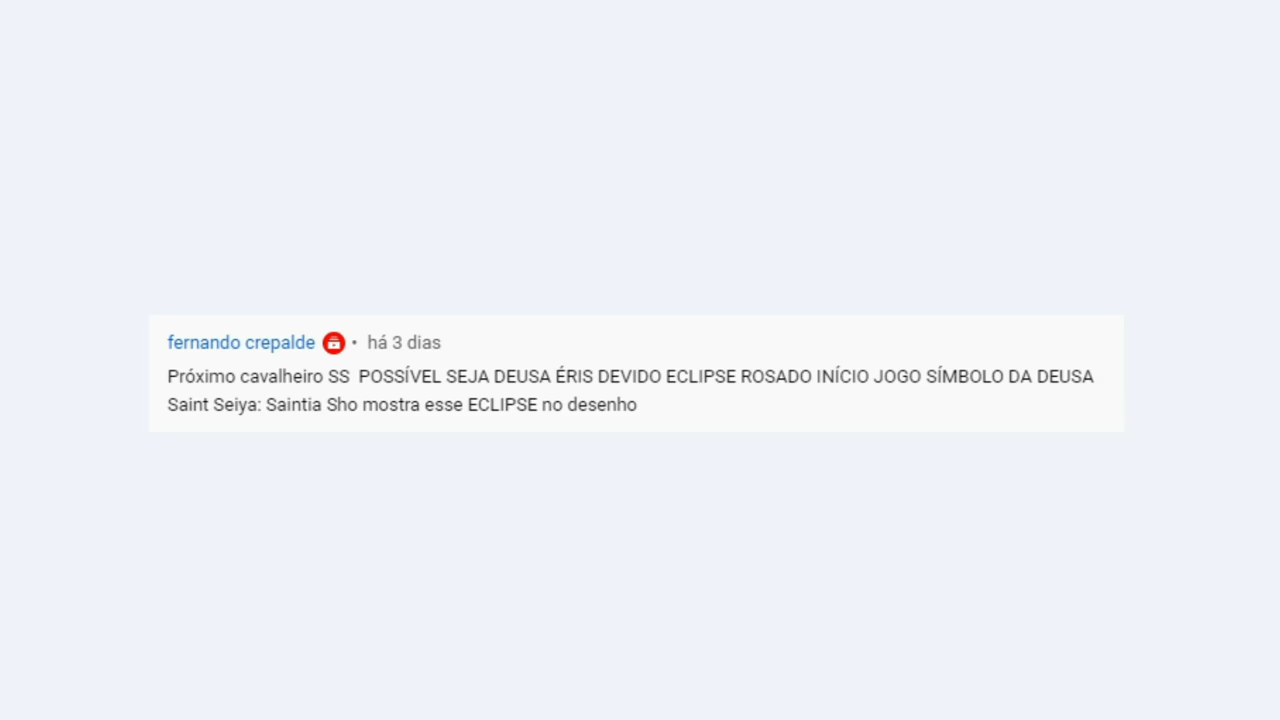 fernando crepalde • há 3 dias
Próximo cavalheiro SS  POSSÍVEL SEJA DEUSA ÉRIS DEVIDO ECLIPSE ROSADO INÍCIO JOGO SÍMBOLO DA DEUSA
Saint Seiya: Saintia Sho mostra esse ECLIPSE no desenho